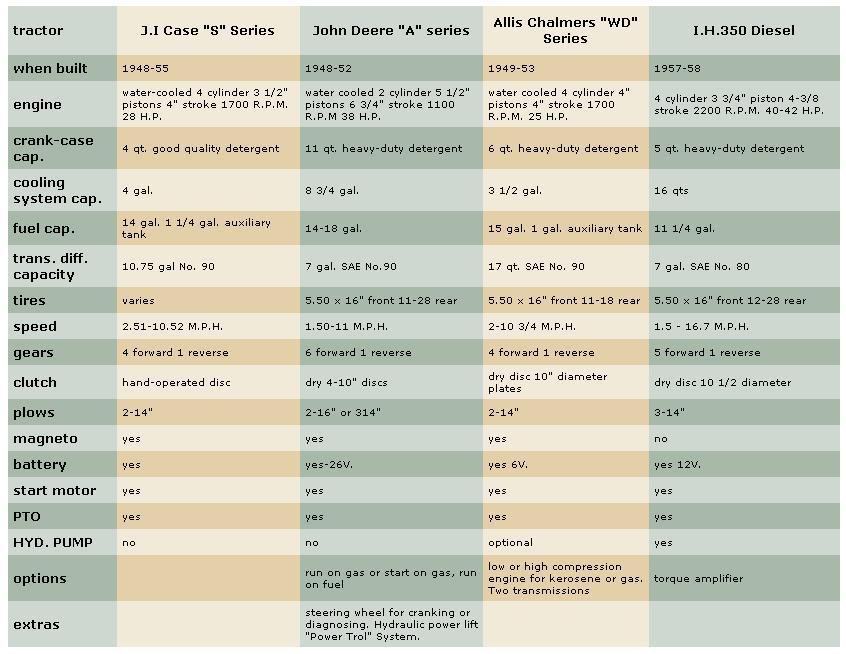 tractor
J.I Case "S" Series
John Deere "A" series
Allis Chalmers "WD"
Series
I.H.350 Diesel
when built
1948-55
1948-52
1949-53
1957-58
engine
water-cooled 4 cylinder 3 1/2"
pistons 4" stroke 1700 R.P.M.
28 H.P.
water cooled 2 cylinder 5 1/2"
pistons 6 3/4" stroke 1100
R.P.M 38 H.P.
water cooled 4 cylinder 4"
pistons 4" stroke 1700
R.P.M. 25 H.P.
4 cylinder 3 3/4" piston 4-3/8
stroke 2200 R.P.M. 40-42 H.P.
crank-case
cap.
4 qt. good quality detergent
11 qt. heavy-duty detergent
6 qt. heavy-duty detergent
5 qt. heavy-duty detergent
cooling
system cap.
4 gal.
8 3/4 gal.
3 1/2 gal.
16 qts
fuel cap.
14 gal. 1 1/4 gal. auxiliary
tank
14-18 gal.
15 gal. 1 gal. auxiliary tank
11 1/4 gal.
trans. diff.
capacity
10.75 gal No. 90
7 gal. SAE No.90
17 qt. SAE No. 90
7 gal. SAE No. 80
tires
varies
5.50 x 16" front 11-28 rear
5.50 x 16" front 11-18 rear
5.50 x 16" front 12-28 rear
speed
2.51-10.52 M.P.H.
1.50-11 M.P.H.
2-10 3/4 M.P.H.
1.5 - 16.7 M.P.H.
gears
4 forward 1 reverse
6 forward 1 reverse
4 forward 1 reverse
5 forward 1 reverse
clutch
hand-operated disc
dry 4-10" discs
dry disc 10" diameter
plates
dry disc 10 1/2 diameter
plows
2-14"
2-16" or 314"
2-14"
3-14"
magneto
yes
yes
yes
no
battery
yes
yes-26V.
yes 6V.
yes 12V.
start motor
yes
yes
yes
yes
PTO
yes
yes
yes
yes
HYD. PUMP
no
no
optional
yes
options
run on gas or start on gas, run
on fuel
low or high compression
engine for kerosene or gas.
Two transmissions
torque amplifier
extras
steering wheel for cranking or
diagnosing. Hydraulic power lift
"Power Trol" System.